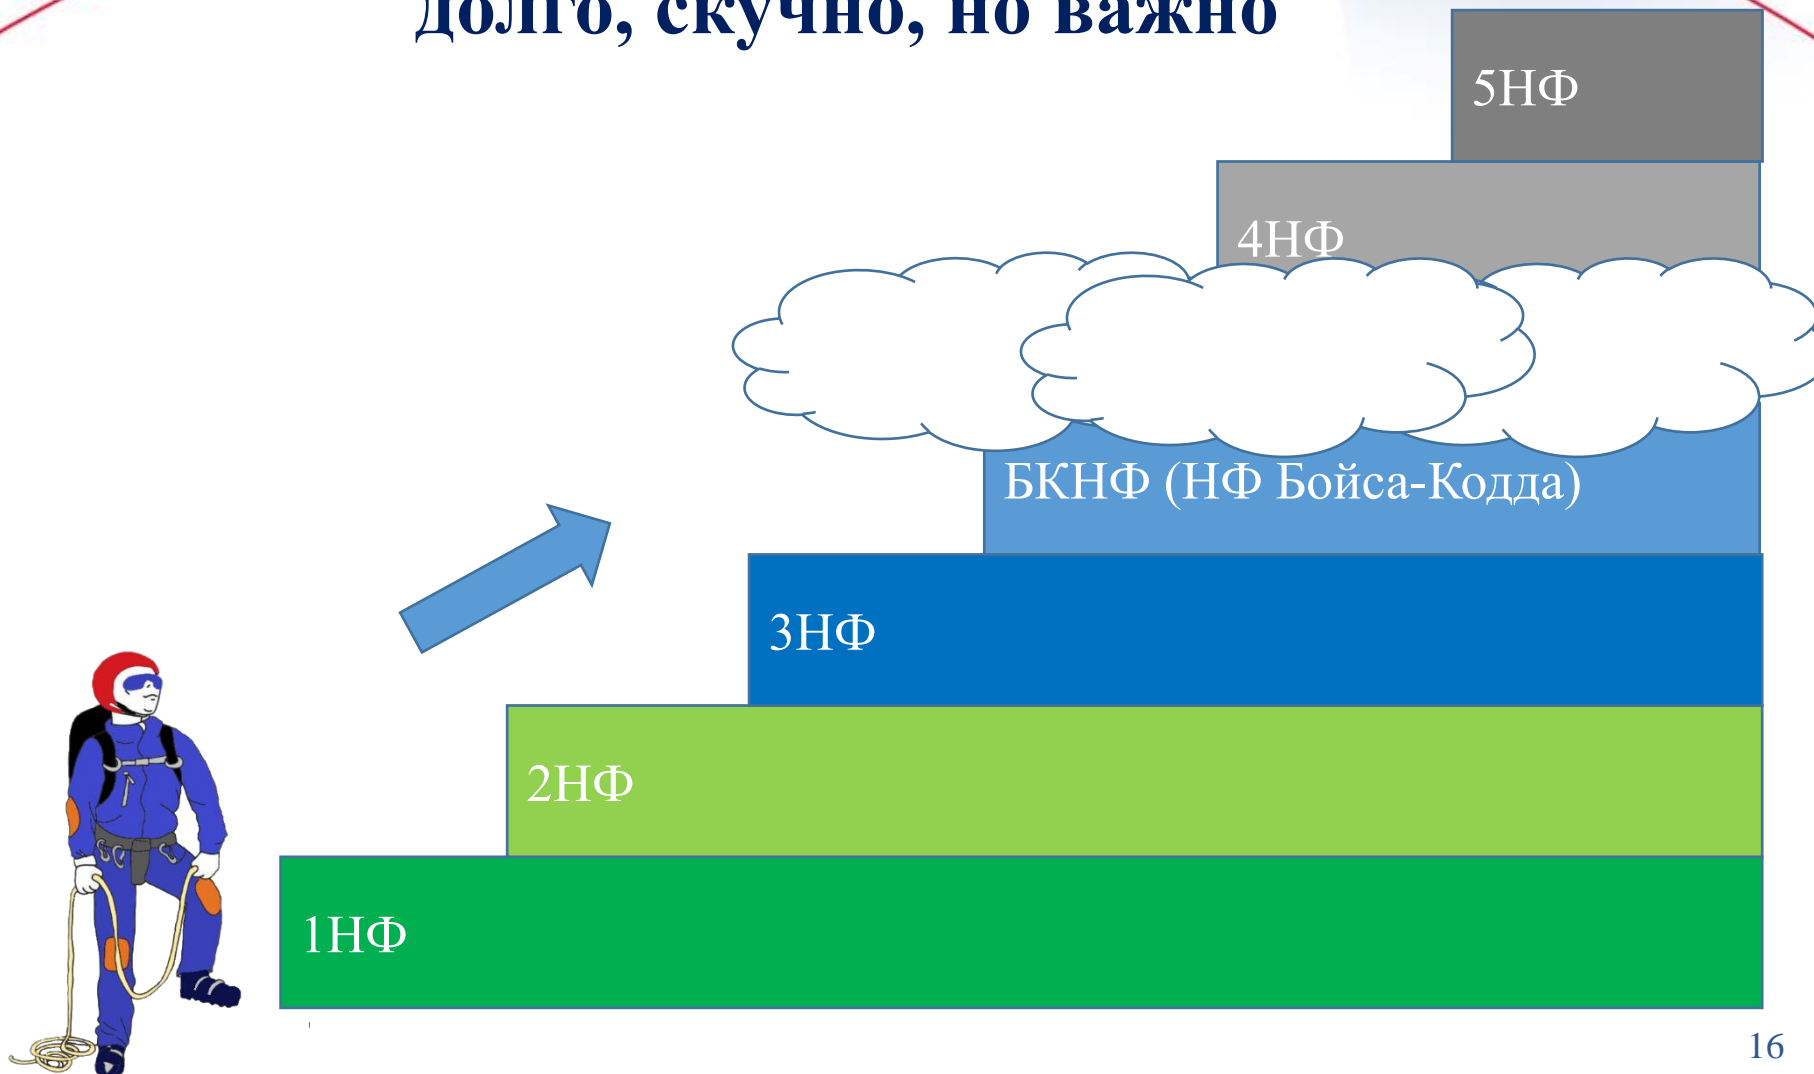 долго, скучно, но важно
5НФ
4НФ
БКНФ (НФ Бойса-Кодда)
3НФ
2НФ
1НФ
16